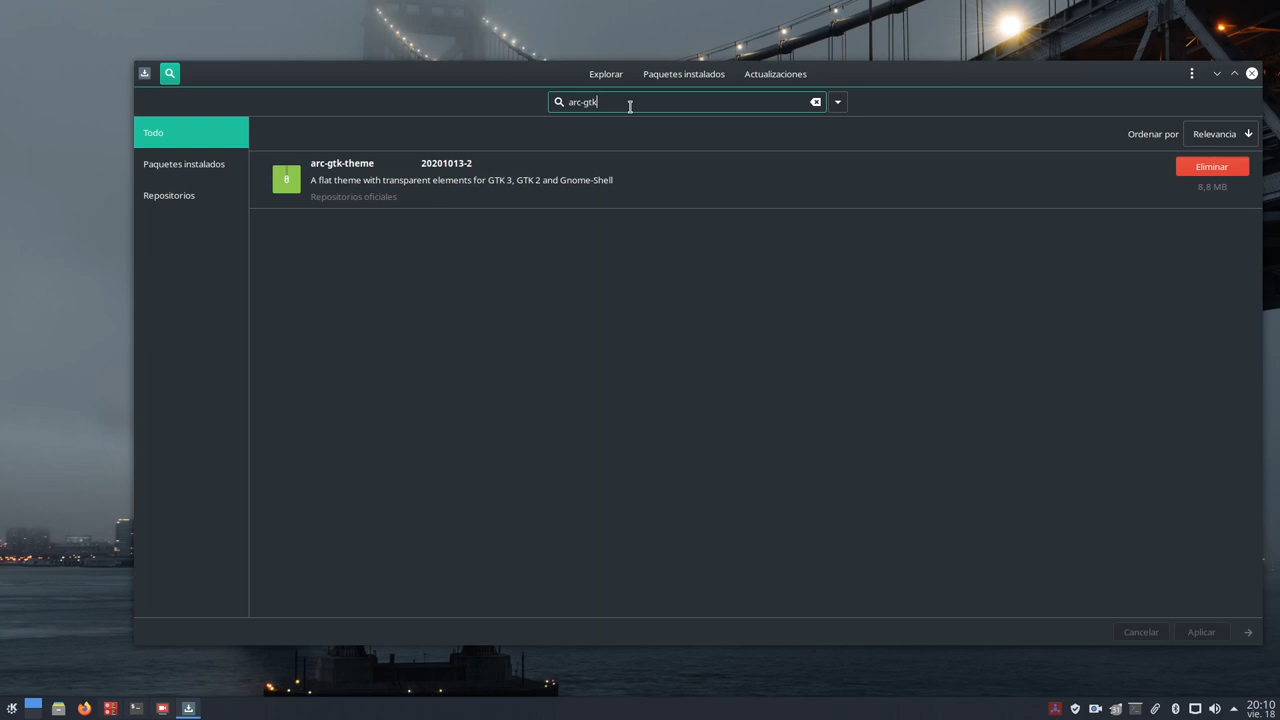 Explorar Paquetes instalados Actualizaciones
arc-gtk
Todo
Paquetes instalados
Repositorios
Ordenar por Relevancia
arc-gtk-theme 20201013-2
A flat theme with transparent elements for GTK 3, GTK 2 and Gnome-Shell
Repositorios oficiales
Eliminar
8,8 MB
Cancelar Aplicar
20:10
vie. 18